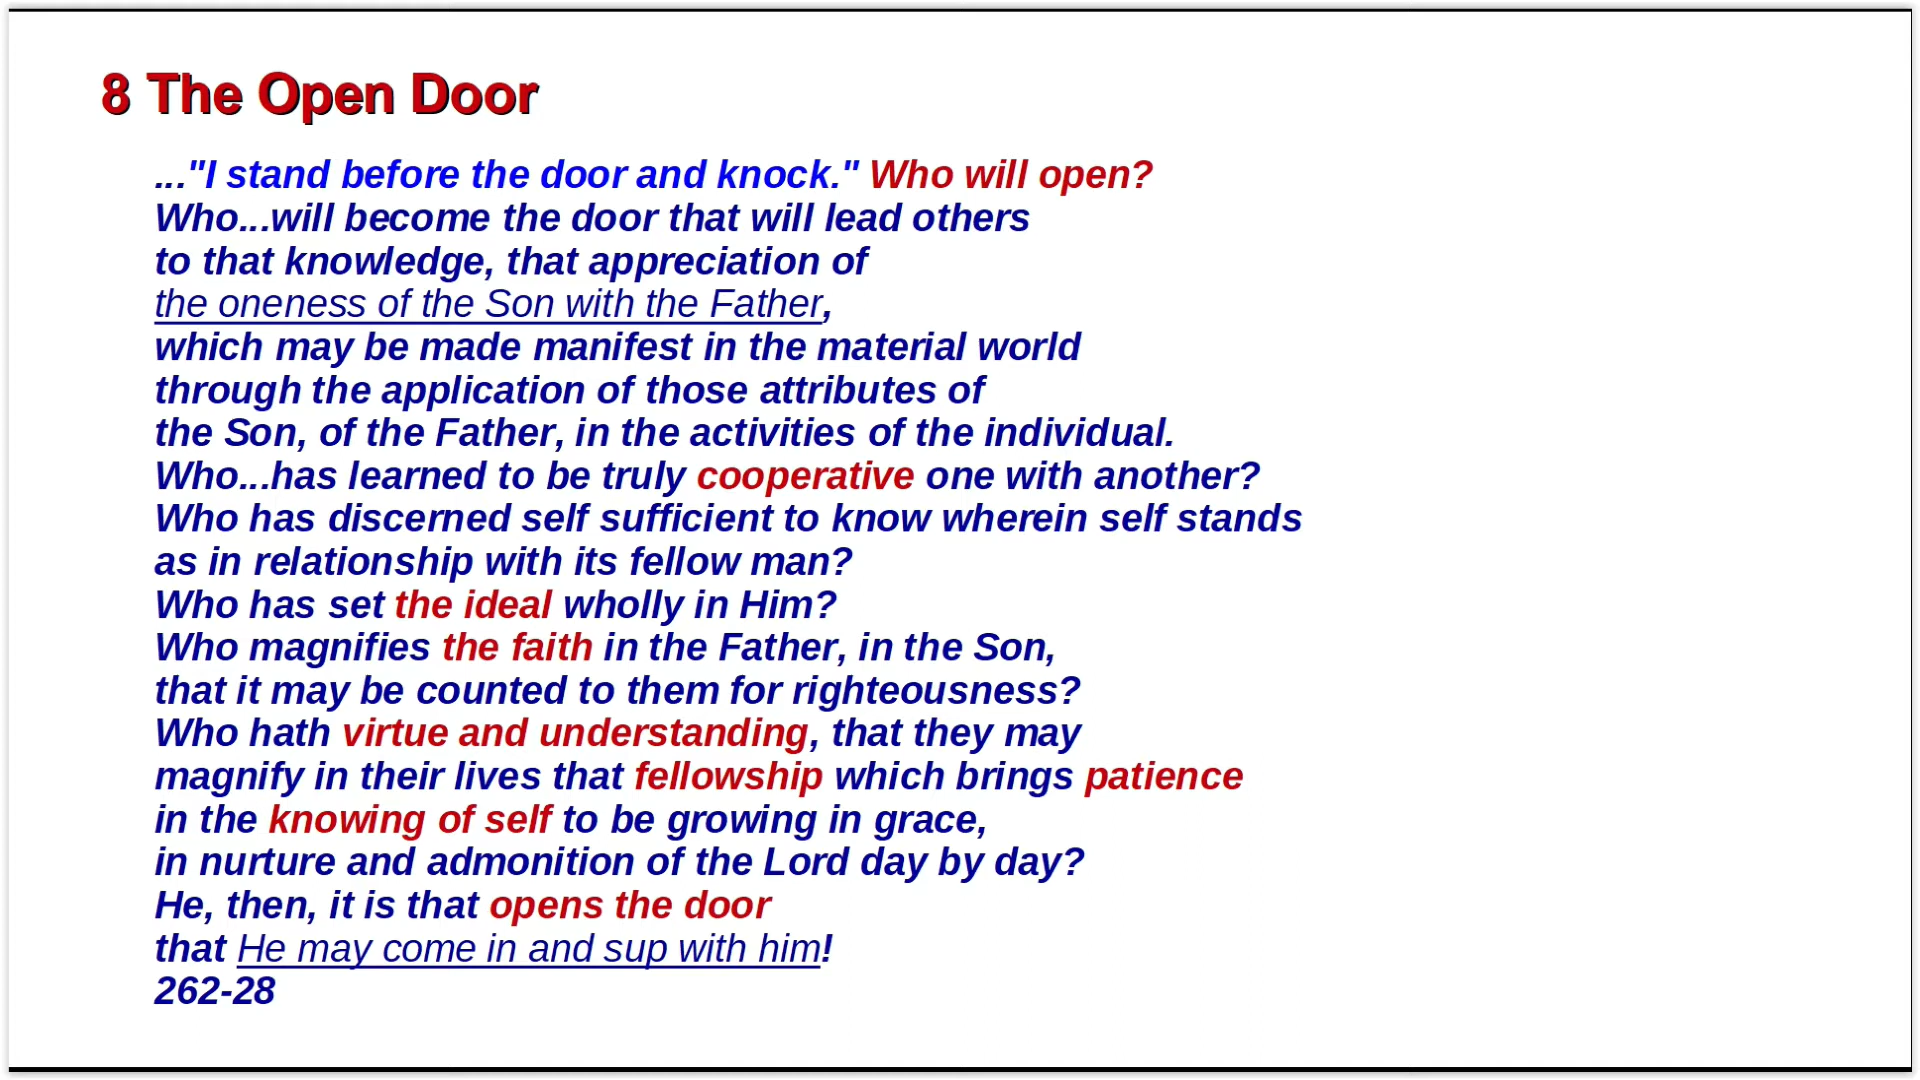 8 The Open Door
..."I stand before the door and knock." Who will open?
Who...will become the door that will lead others
to that knowledge, that appreciation of
the oneness of the Son with the Father,
which may be made manifest in the material world
through the application of those attributes of
the Son, of the Father, in the activities of the individual.
Who...has learned to be truly cooperative one with another?
Who has discerned self sufficient to know wherein self stands
as in relationship with its fellow man?
Who has set the ideal wholly in Him?
Who magnifies the faith in the Father, in the Son,
that it may be counted to them for righteousness?
Who hath virtue and understanding, that they may
magnify in their lives that fellowship which brings patience
in the knowing of self to be growing in grace,
in nurture and admonition of the Lord day by day?
He, then, it is that opens the door
that He may come in and sup with him!
262-28